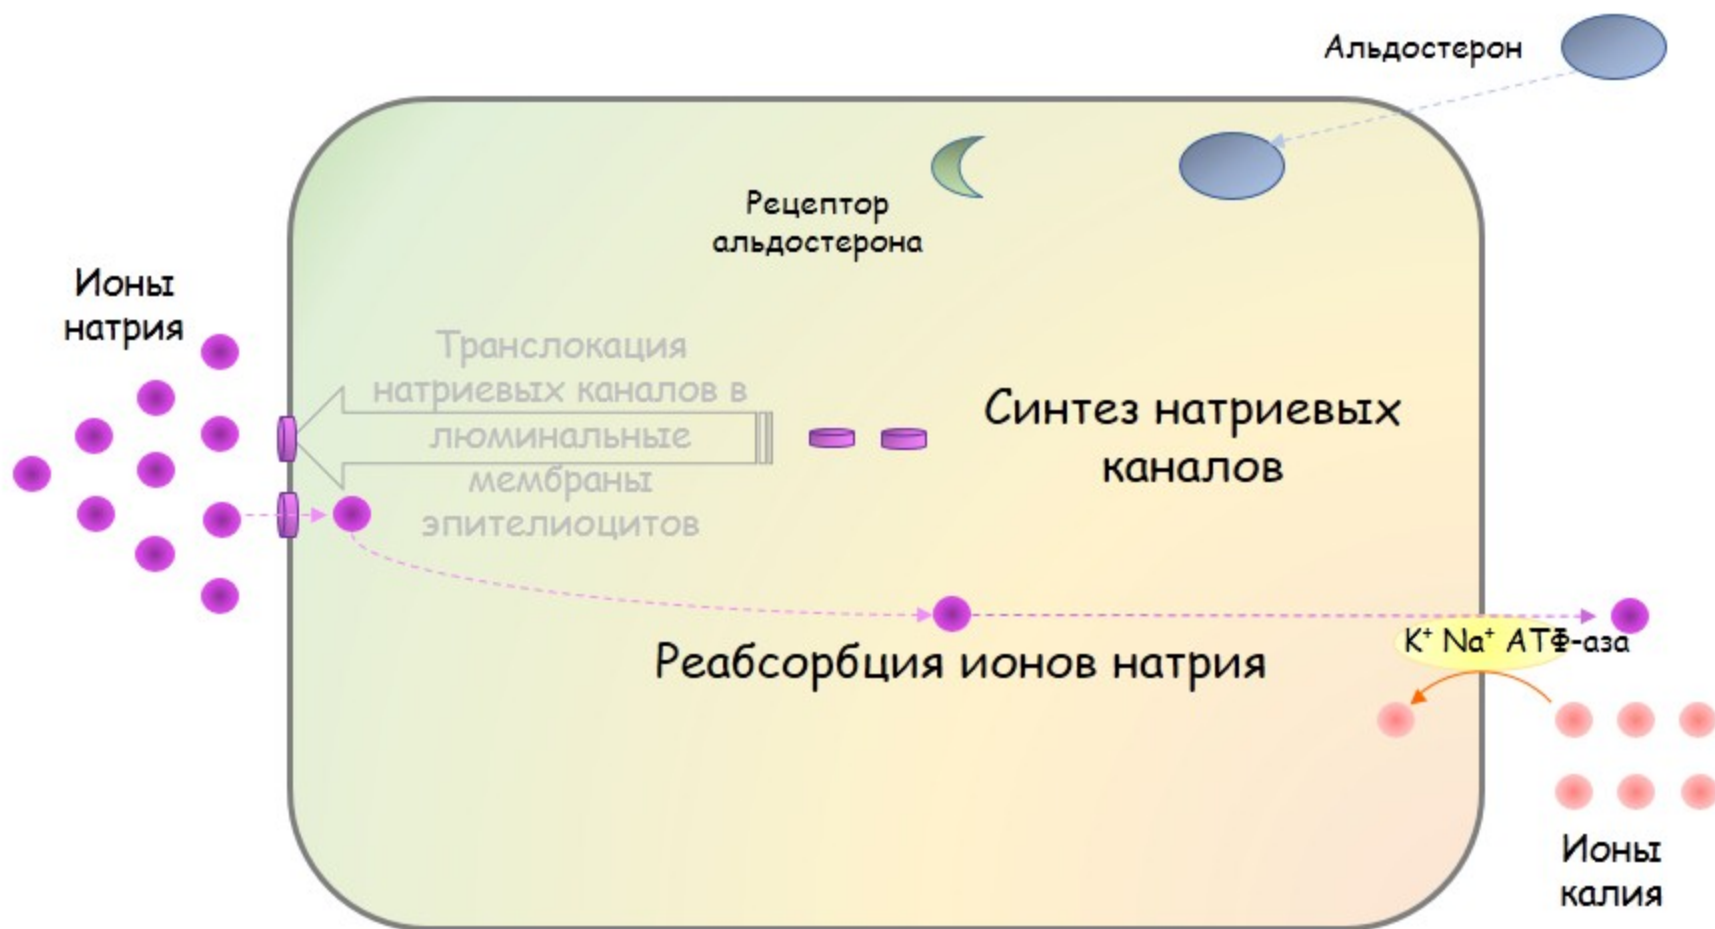 Альдостерон
Рецептор
альдостерона
Ионы
натрия
Транслокация
натриевых каналов в
люминальные
мембраны
эпителиоцитов
Синтез натриевых
каналов
Реабсорбция ионов натрия
K⁺ Na⁺ АТФ-аза
Ионы
калия